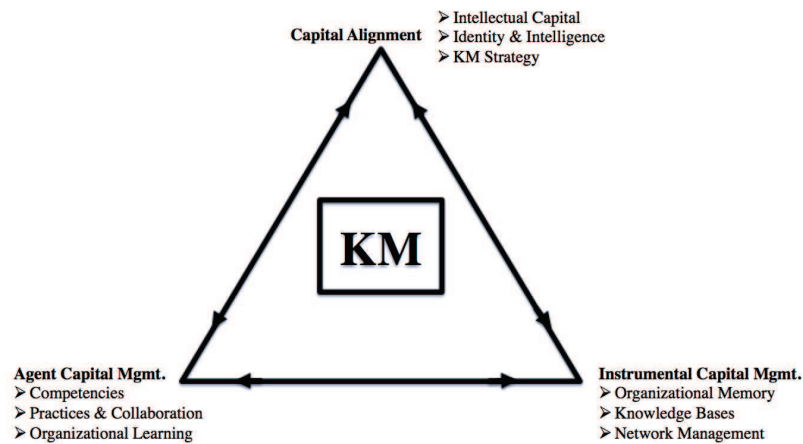 Capital Alignment
➢ Intellectual Capital
➢ Identity & Intelligence
➢ KM Strategy
KM
Agent Capital Mgmt.
➢ Competencies
➢ Practices & Collaboration
➢ Organizational Learning
Instrumental Capital Mgmt.
➢ Organizational Memory
➢ Knowledge Bases
➢ Network Management